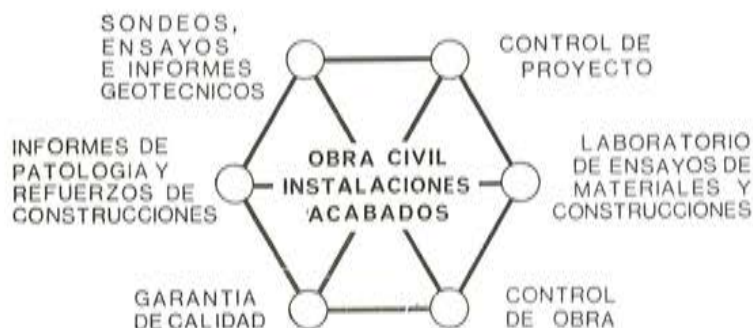 SONDEOS,
ENSAYOS
E INFORMES
GEOTECNICOS
CONTROL DE
PROYECTO
INFORMES DE
PATOLOGIA Y
REFUERZOS DE
CONSTRUCCIONES
OBRA CIVIL
INSTALACIONES
ACABADOS
LABORATORIO
DE ENSAYOS DE
MATERIALES Y
CONSTRUCCIONES
GARANTIA
DE CALIDAD
CONTROL
DE OBRA